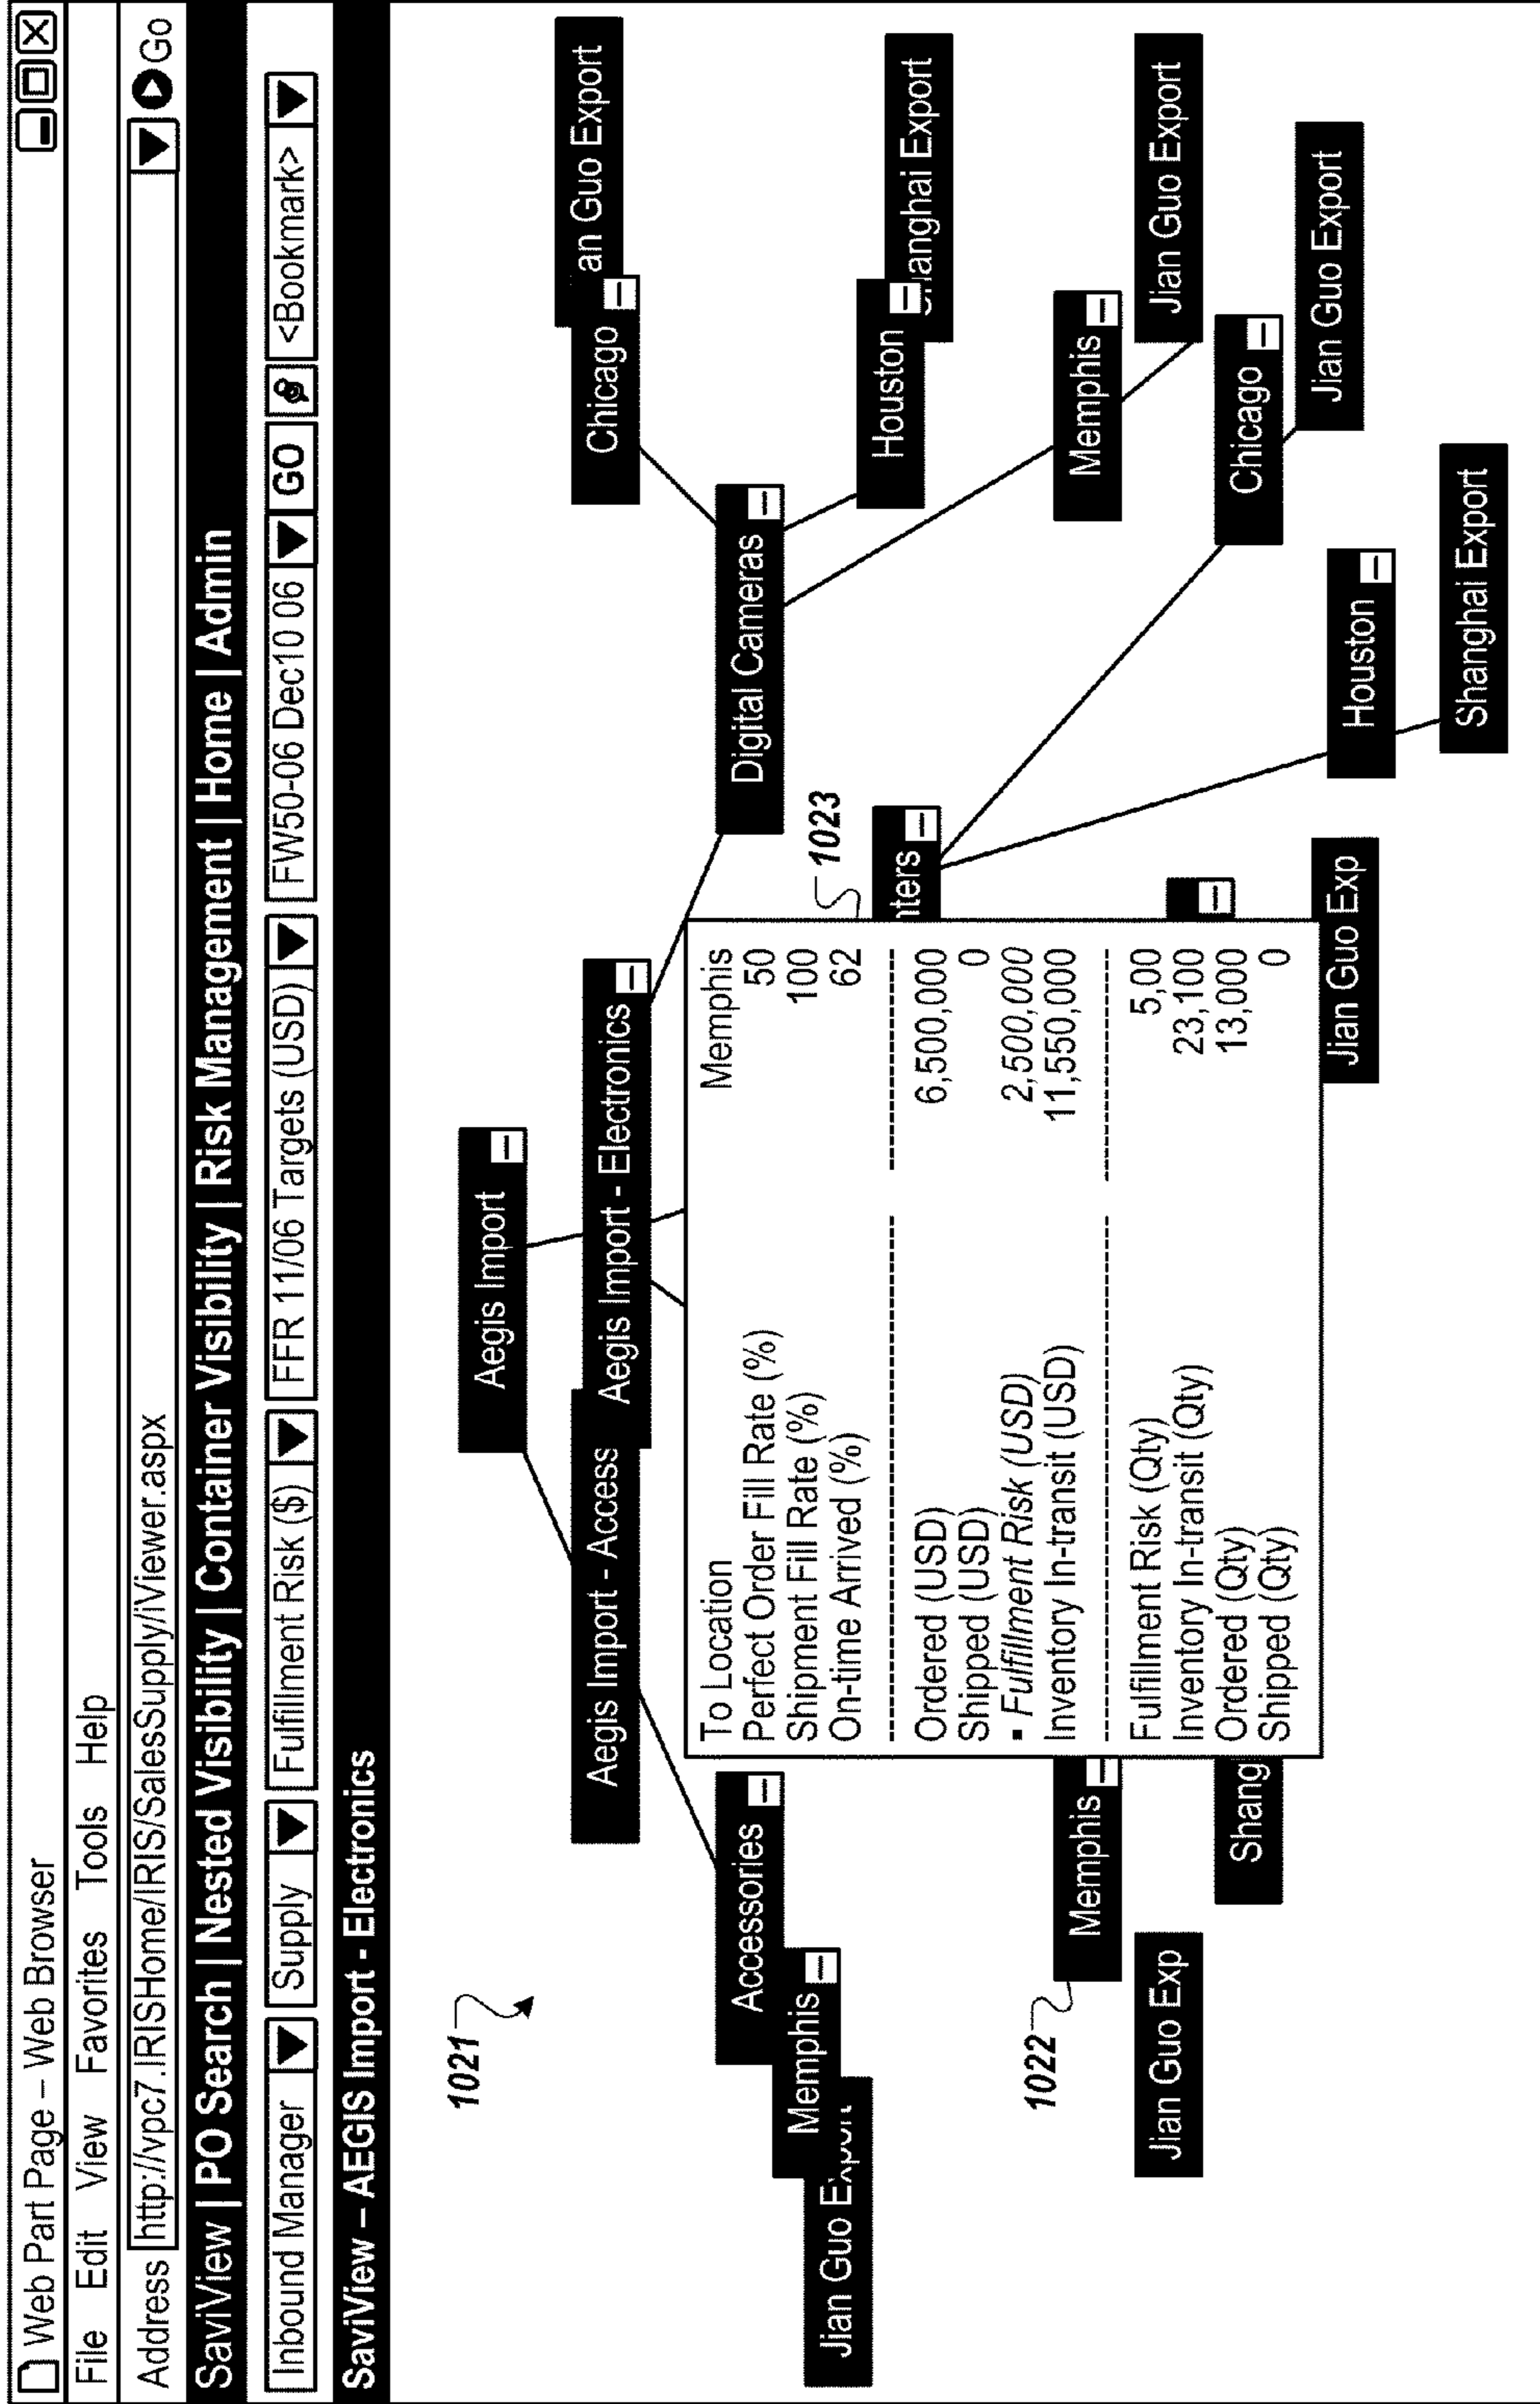 Web Part Page – Web Browser
File Edit View Favorites Tools Help
Address http://vpc7.IRISHome/IRIS/SalesSupply/iViewer.aspx Go
SaviView | PO Search | Nested Visibility | Container Visibility | Risk Management | Home | Admin
Inbound Manager Supply Fulfillment Risk ($) FFR 11/06 Targets (USD) FW50-06 Dec10 06 GO <Bookmark>
SaviView – AEGIS Import - Electronics
1021
Aegis Import
Aegis Import - Access
Aegis Import - Electronics
Chicago
an Guo Export
Accessories
Digital Cameras
Memphis
Jian Guo Export
1023
Houston
anghai Export
nters
To Location Memphis
Perfect Order Fill Rate (%) 50
Shipment Fill Rate (%) 100
On-time Arrived (%) 62
Ordered (USD) 6,500,000
Shipped (USD) 0
▪ Fulfillment Risk (USD) 2,500,000
Inventory In-transit (USD) 11,550,000
Fulfillment Risk (Qty) 5,00
Inventory In-transit (Qty) 23,100
Ordered (Qty) 13,000
Shipped (Qty) 0
1022
Memphis
Memphis
Jian Guo Exp
Jian Guo Export
Shang
Chicago
Jian Guo Exp
Jian Guo Export
Houston
Shanghai Export